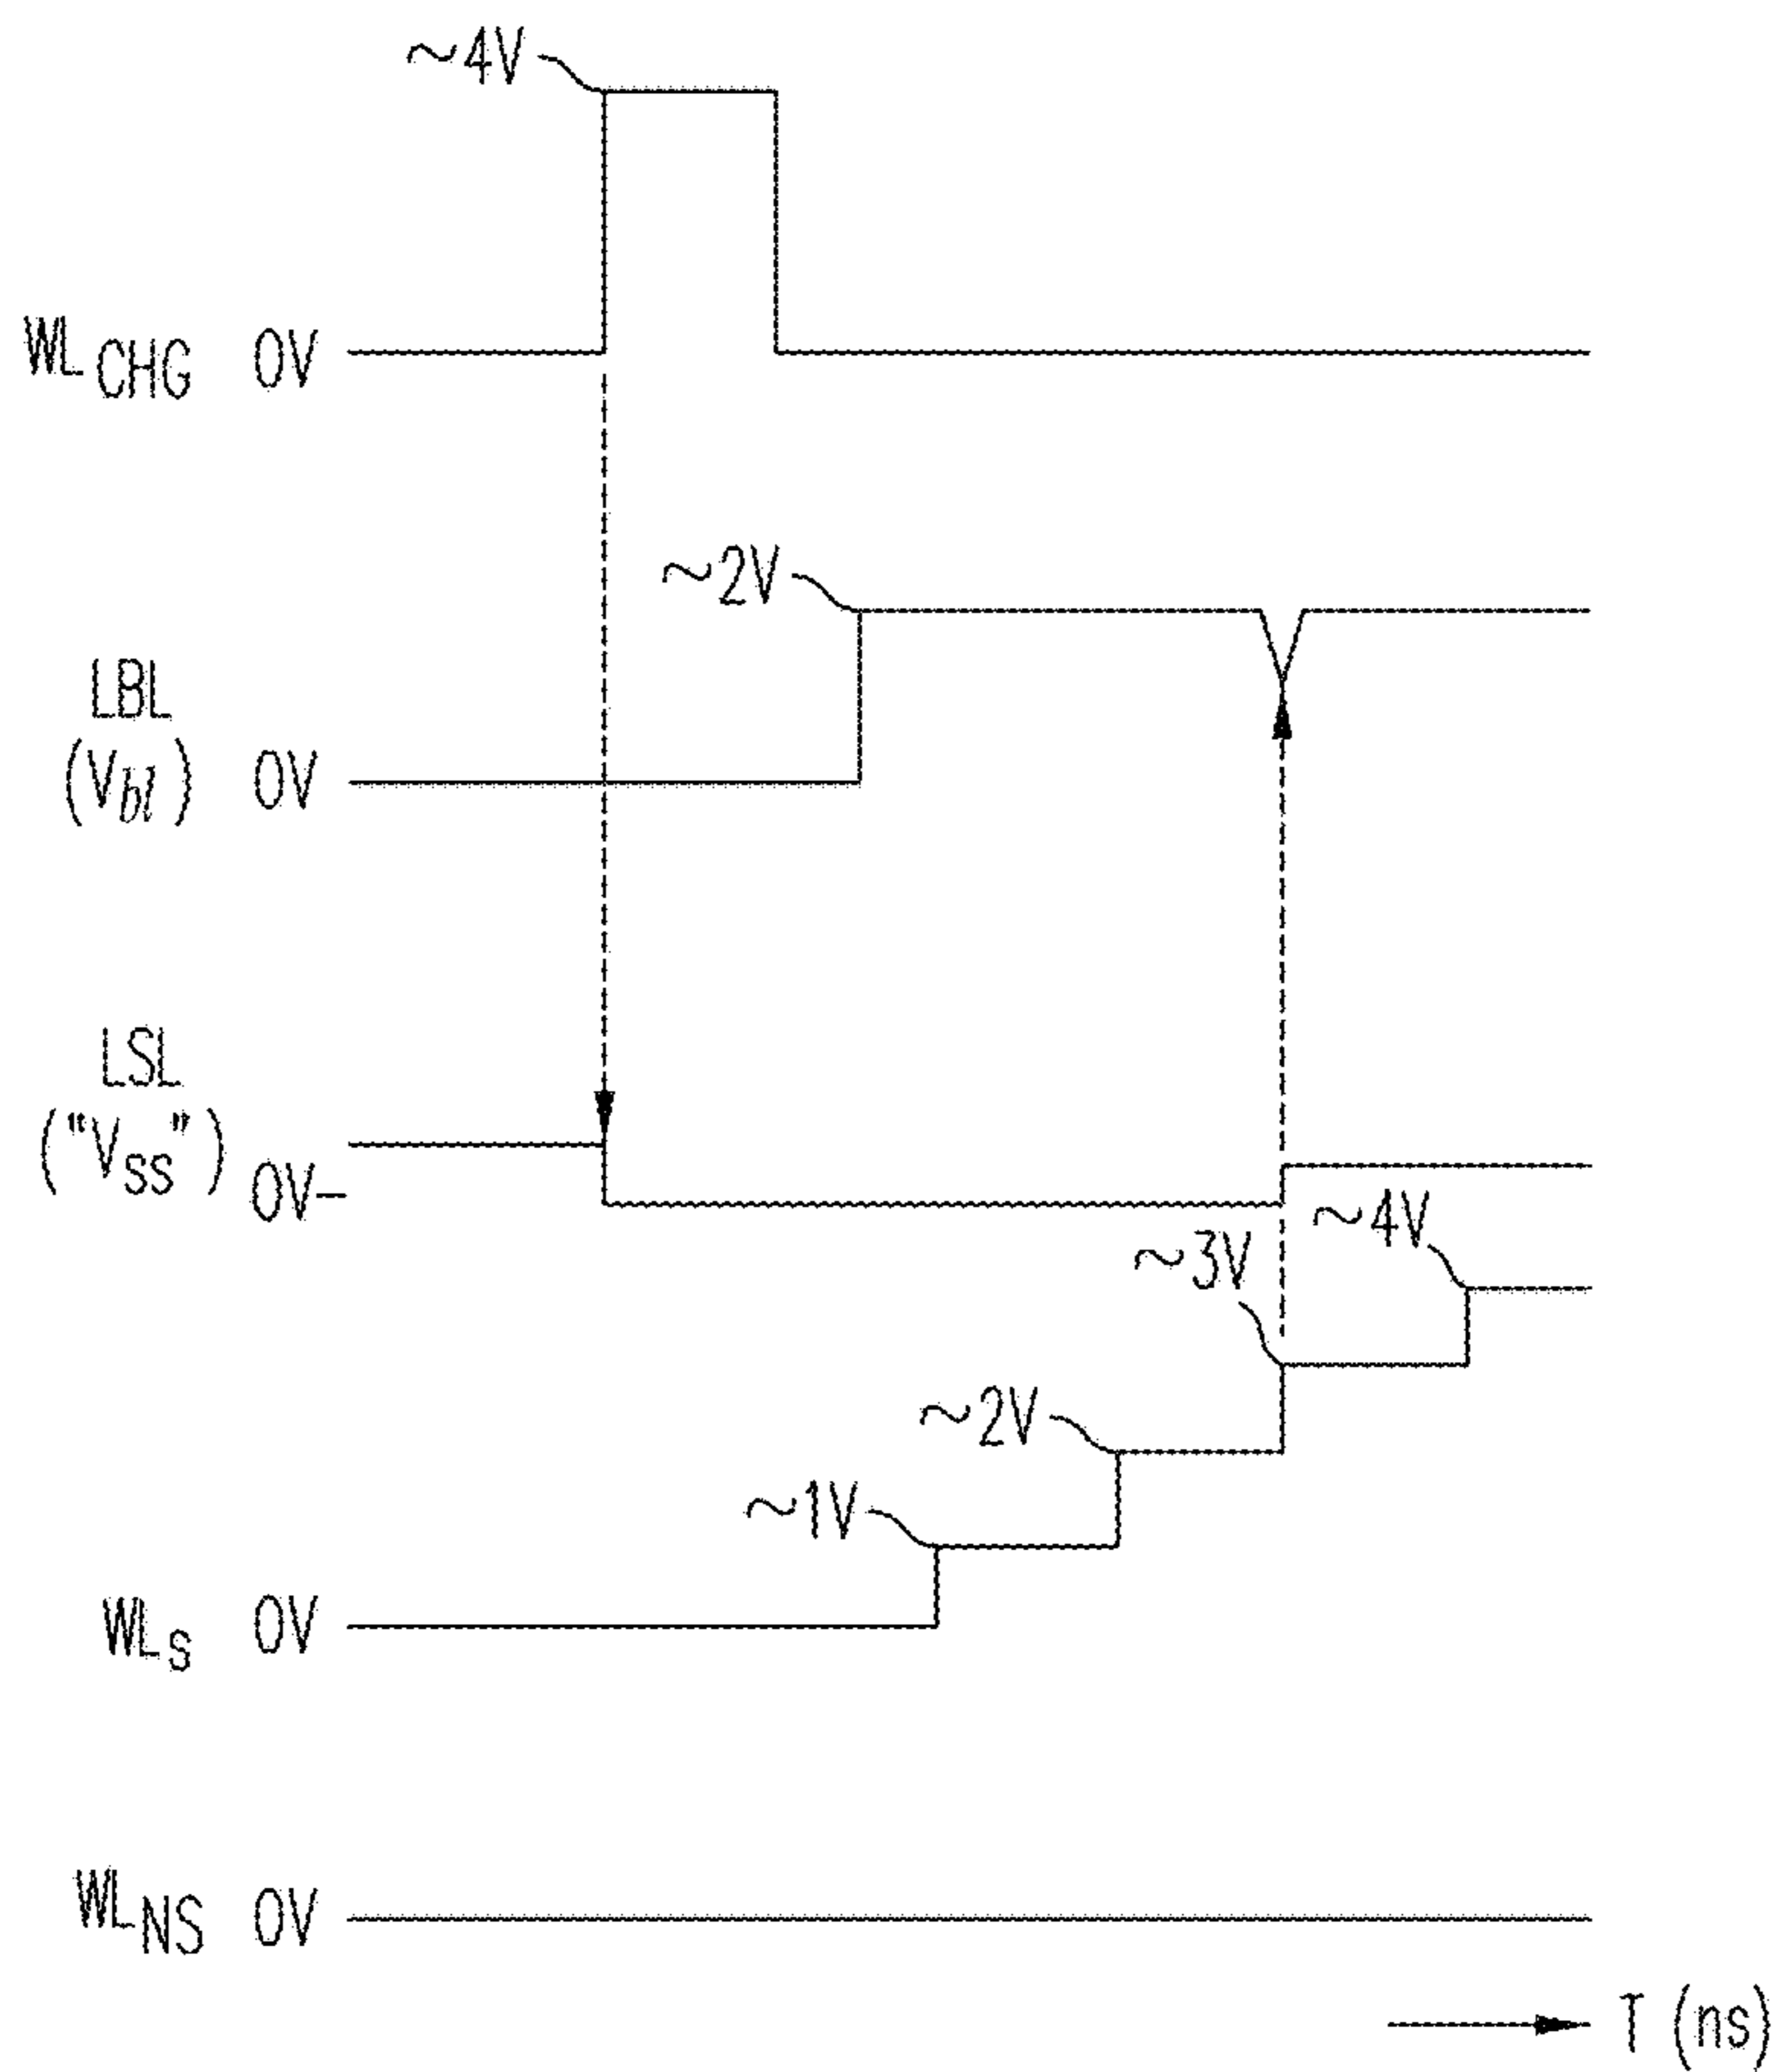 ~4V
WL CHG 0V
~2V
LBL
(Vbl) 0V
LSL
("VSS") 0V-
~4V
~3V
~2V
~1V
WLS 0V
WLNS 0V
T (ns)